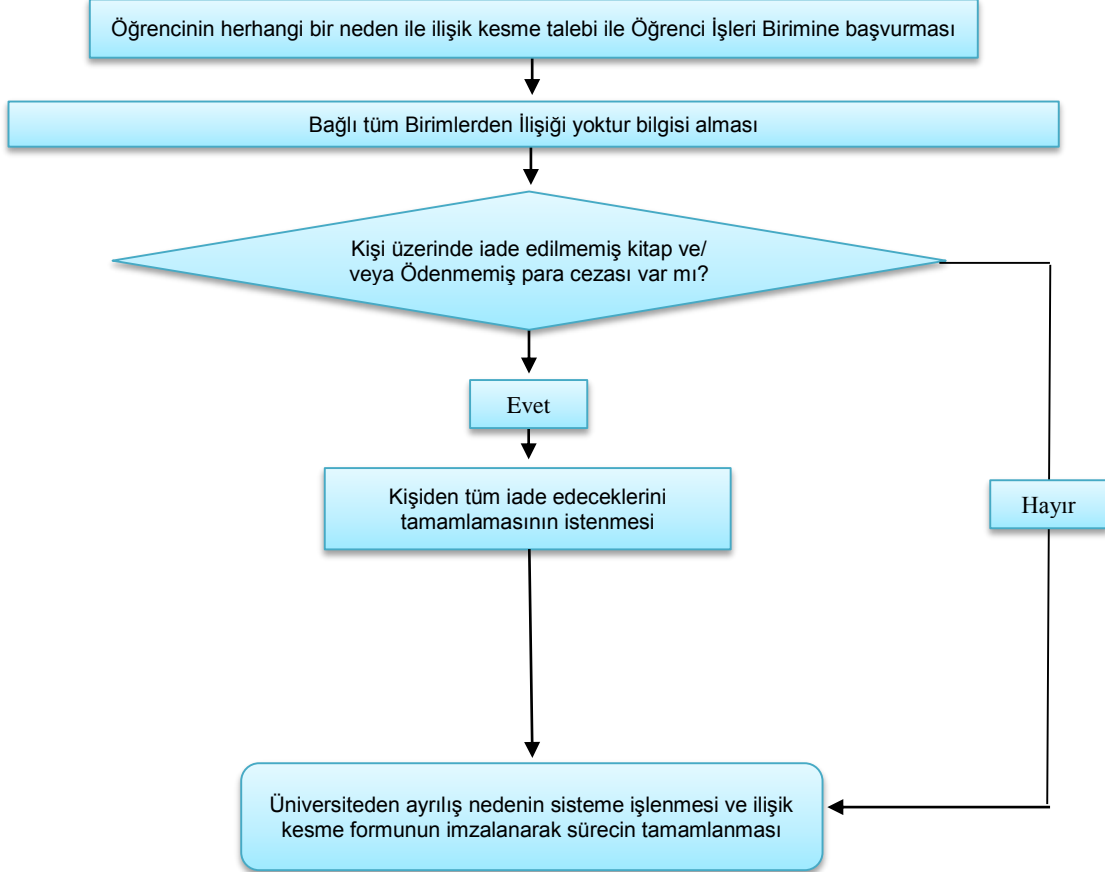 Öğrencinin herhangi bir neden ile ilişik kesme talebi ile Öğrenci İşleri Birimine başvurması
Bağlı tüm Birimlerden İlişiği yoktur bilgisi alması
Kişi üzerinde iade edilmemiş kitap ve/
veya Ödenmemiş para cezası var mı?
Evet
Kişiden tüm iade edeceklerini
tamamlamasının istenmesi
Hayır
Üniversiteden ayrılış nedenin sisteme işlenmesi ve ilişik
kesme formunun imzalanarak sürecin tamamlanması